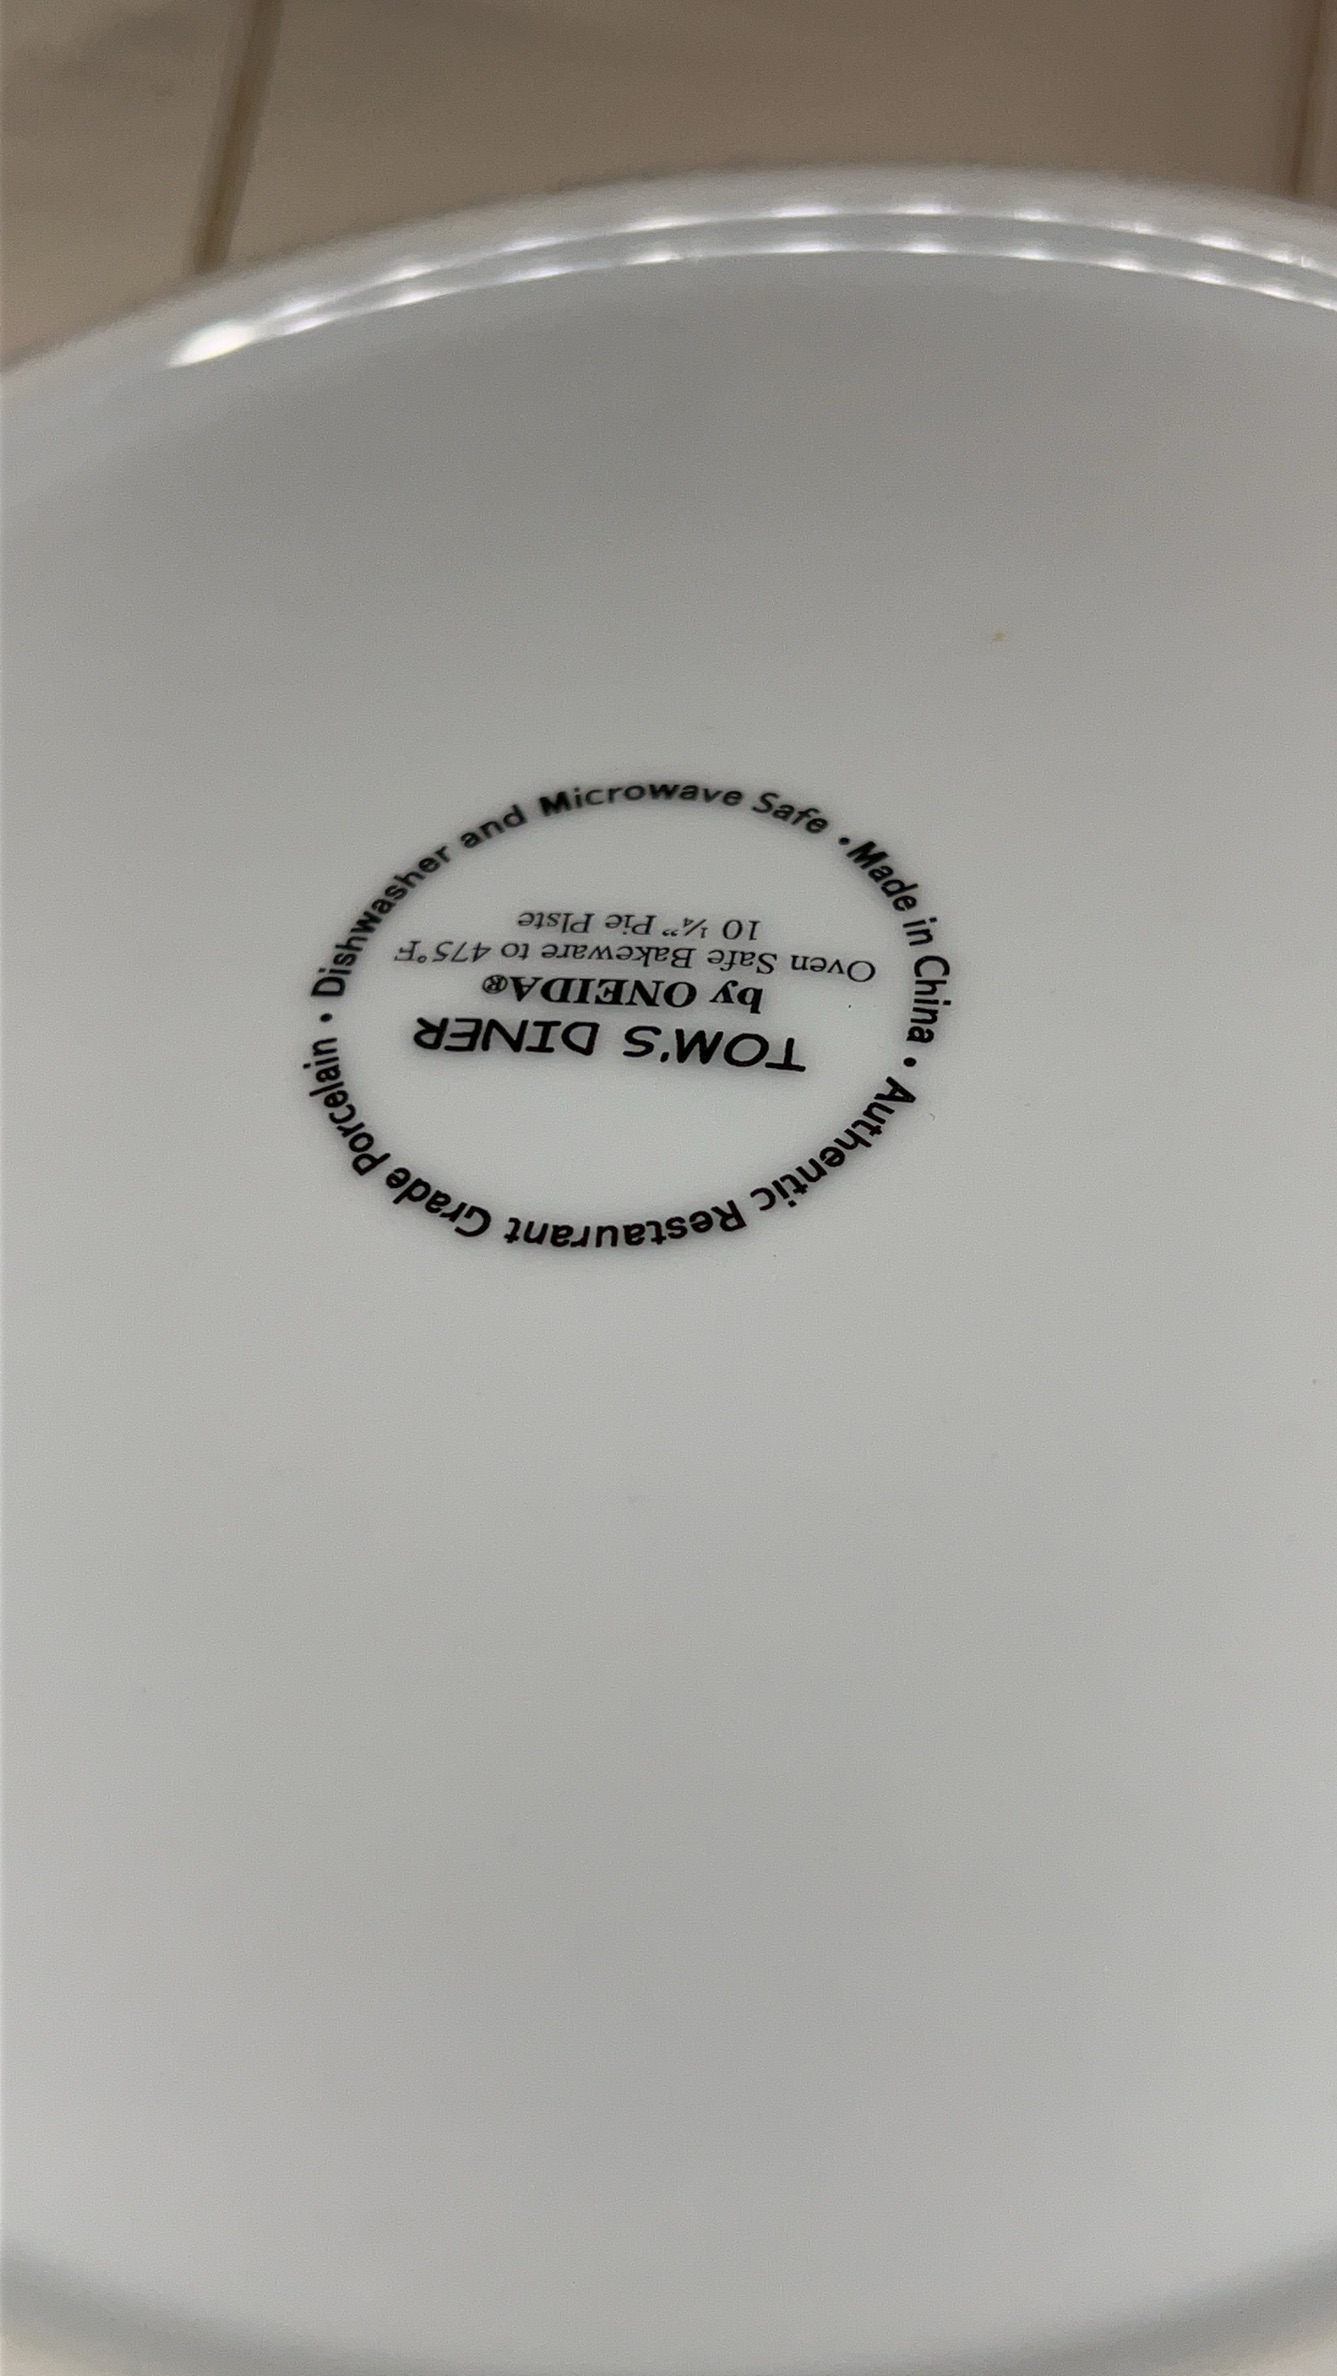 Authentic Restaurant Grade Porcelain •
TOM'S DINER
by ONEIDA®
Oven Safe Bakeware to 475°F
10 ¼” Pie Plste
Dishwasher and Microwave Safe • Made in China •